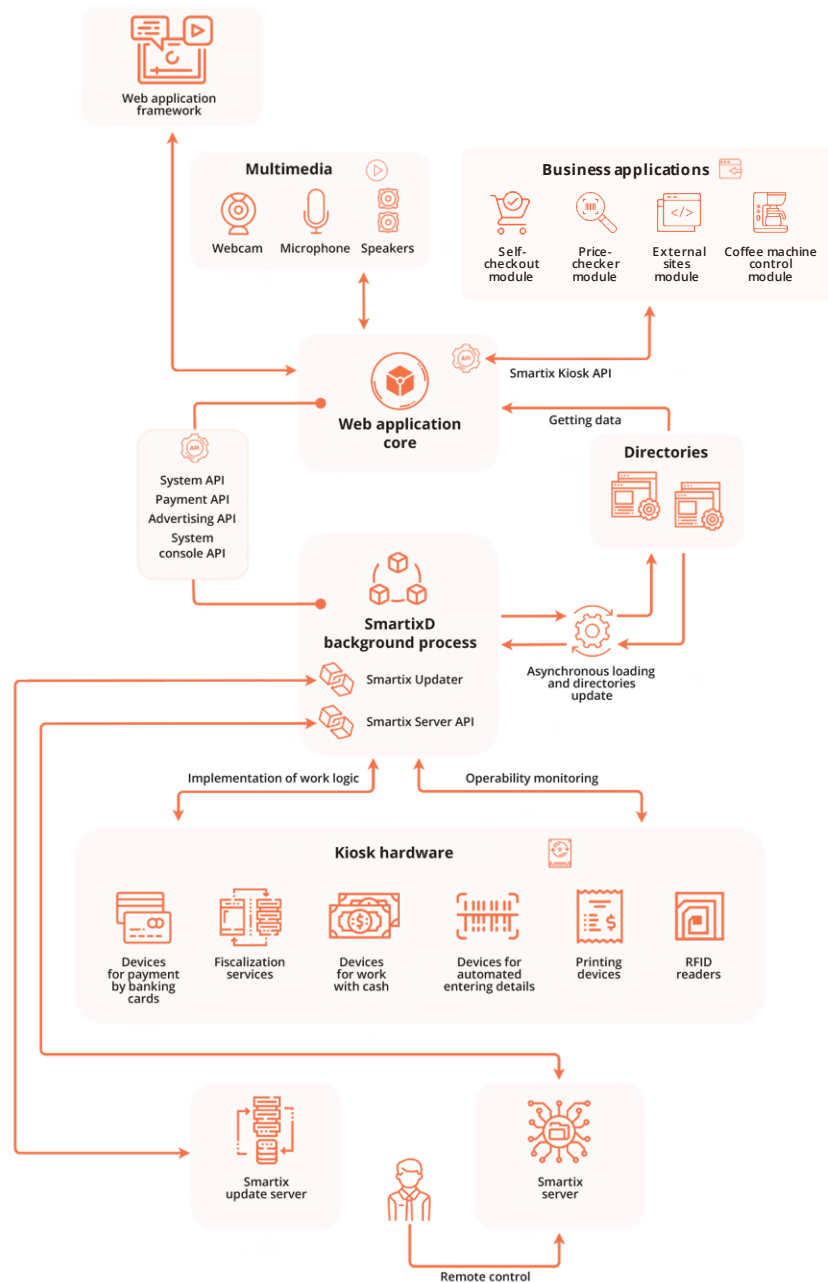 Web application
framework
Multimedia
Webcam
Microphone
Speakers
Business applications
Self-
checkout
module
Price-
checker
module
External
sites
module
Coffee machine
control
module
API
Smartix Kiosk API
Web application
core
Getting data
Directories
API
System API
Payment API
Advertising API
System
console API
SmartixD
background process
Smartix Updater
Smartix Server API
Asynchronous loading
and directories
update
Implementation of work logic
Operability monitoring
Kiosk hardware
Devices
for payment
by banking
cards
Fiscalization
services
Devices
for work
with cash
Devices for
automated
entering details
Printing
devices
RFID
readers
Smartix
update server
Smartix
server
Remote control